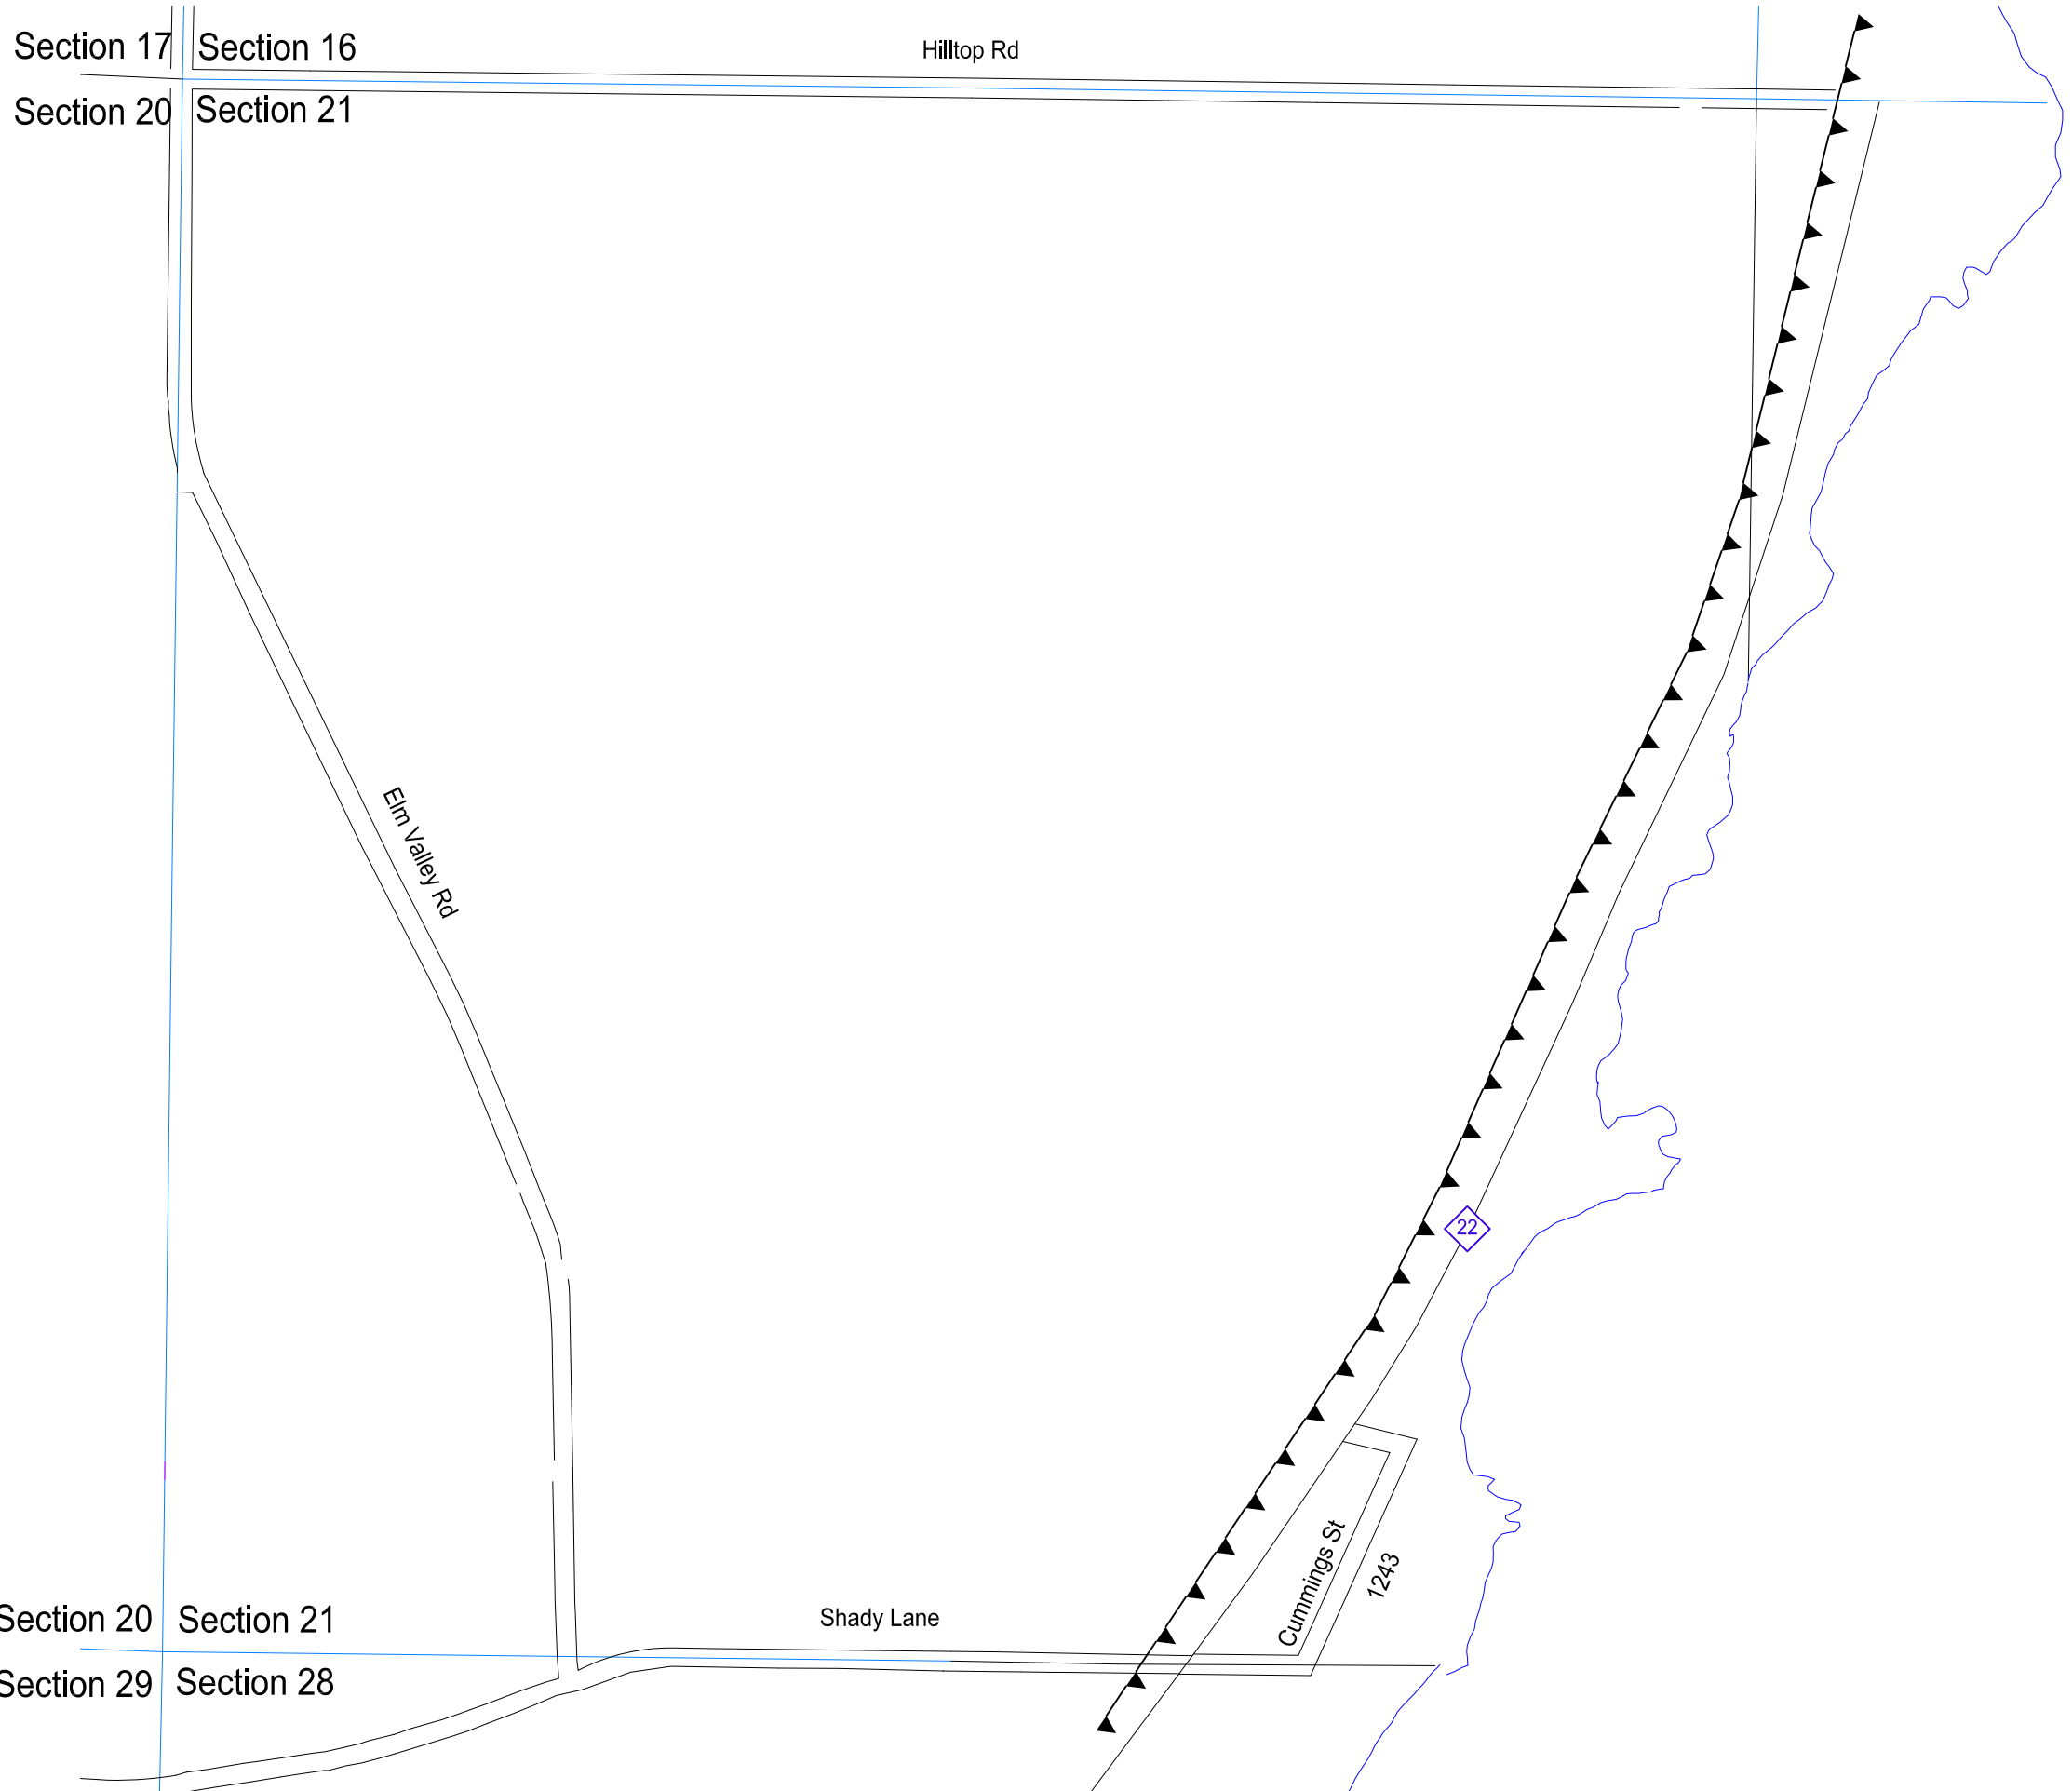 Section 17
Section 16
Hilltop Rd
Section 20
Section 21
Elm Valley Rd
22
Cummings St
1243
Section 20
Section 21
Shady Lane
Section 29
Section 28